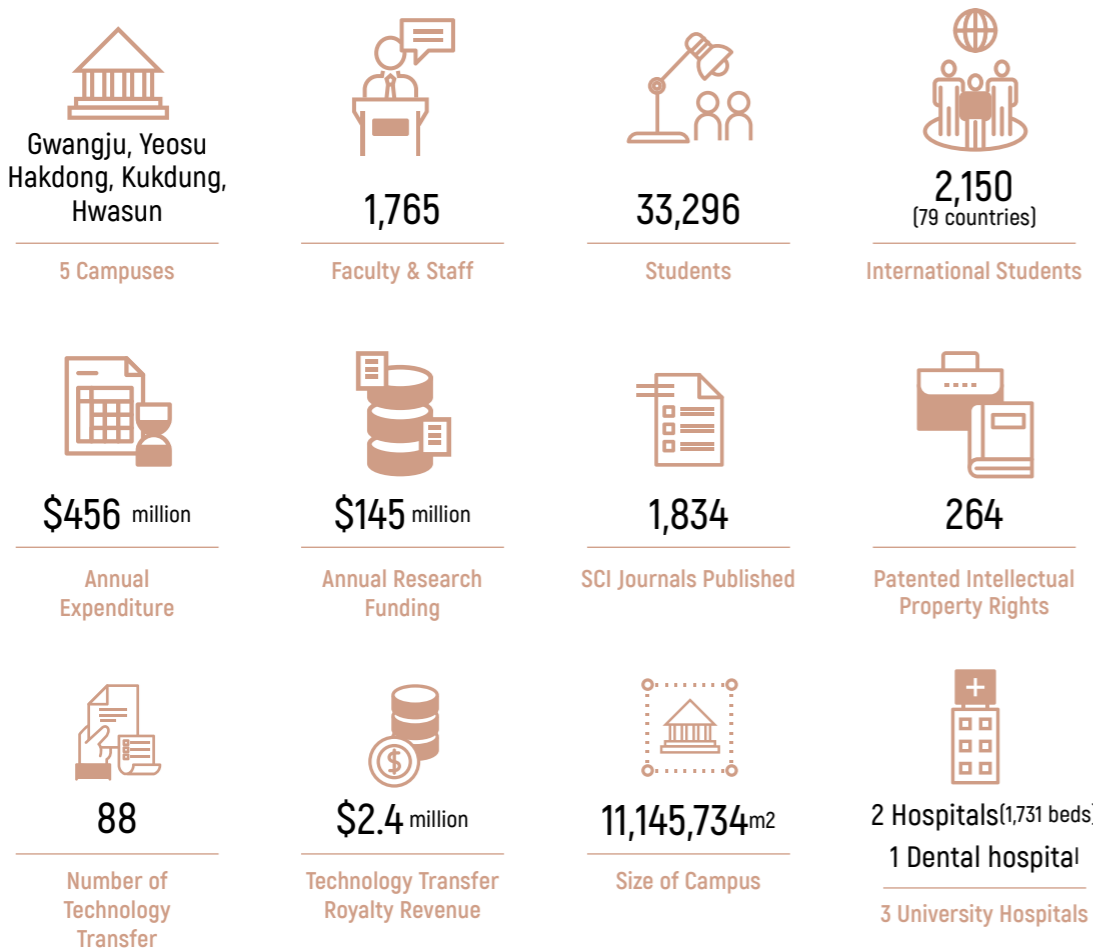 Gwangju, Yeosu
Hakdong, Kukdung,
Hwasun
5 Campuses
1,765
Faculty & Staff
33,296
Students
2,150
(79 countries)
International Students
$456 million
Annual
Expenditure
$145 million
Annual Research
Funding
1,834
SCI Journals Published
264
Patented Intellectual
Property Rights
88
Number of
Technology
Transfer
$2.4 million
Technology Transfer
Royalty Revenue
11,145,734m2
Size of Campus
2 Hospitals(1,731 beds)
1 Dental hospital
3 University Hospitals